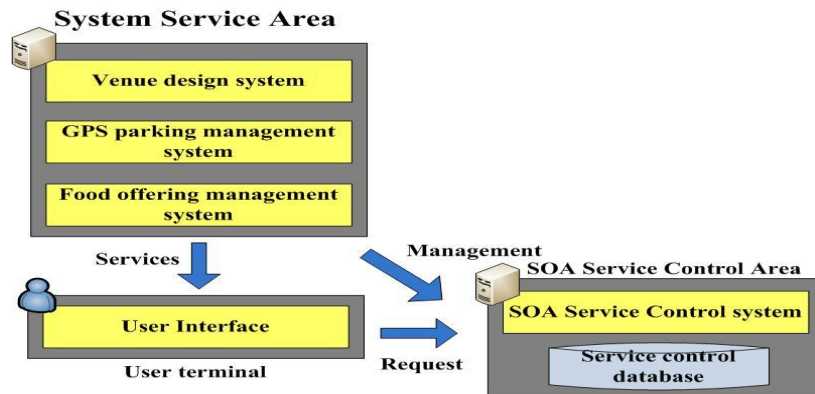 System Service Area
Venue design system
GPS parking management
system
Food offering management
system
Services
Management
SOA Service Control Area
User Interface
SOA Service Control system
Request
Service control
database
User terminal